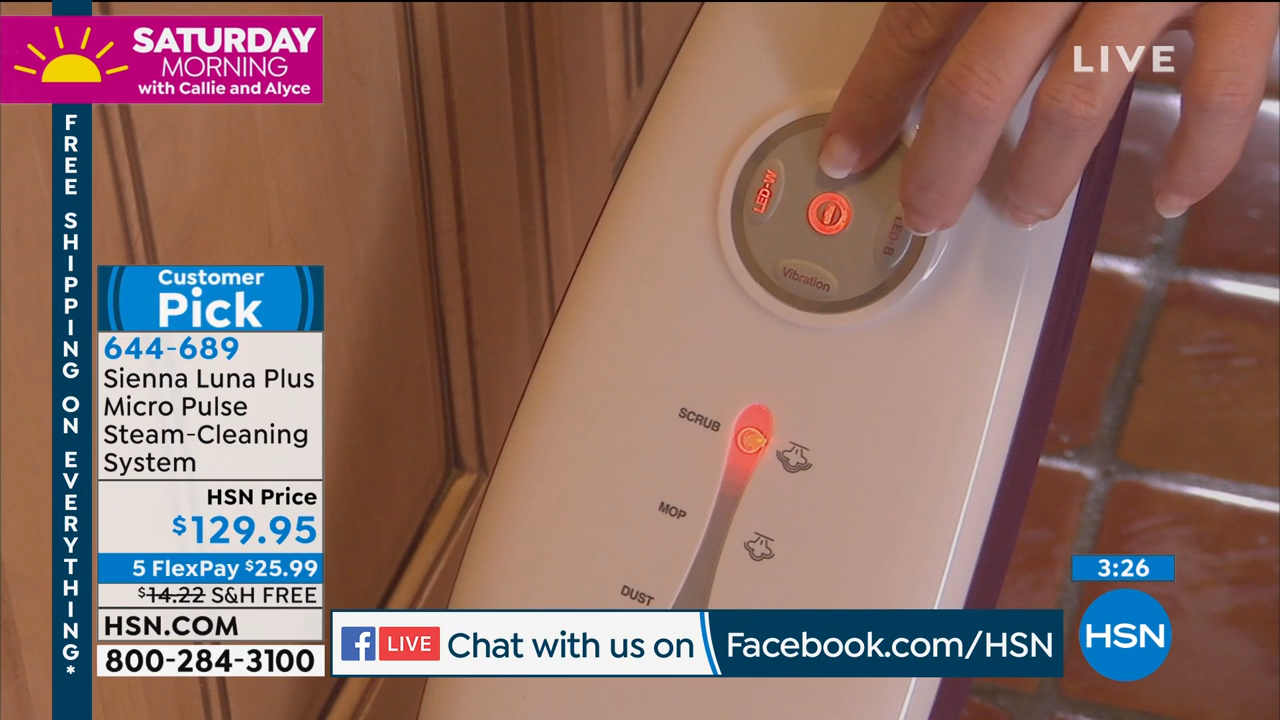 SATURDAY
MORNING
with Callie and Alyce
LIVE
FREE SHIPPING ON EVERYTHING*
Customer
Pick
644-689
Sienna Luna Plus
Micro Pulse
Steam-Cleaning
System
HSN Price
$129.95
5 FlexPay $25.99
$14.22 S&H FREE
HSN.COM
800-284-3100
LED-W
LED-B
Vibration
SCRUB
MOP
DUST
f LIVE Chat with us on Facebook.com/HSN
3:26
HSN